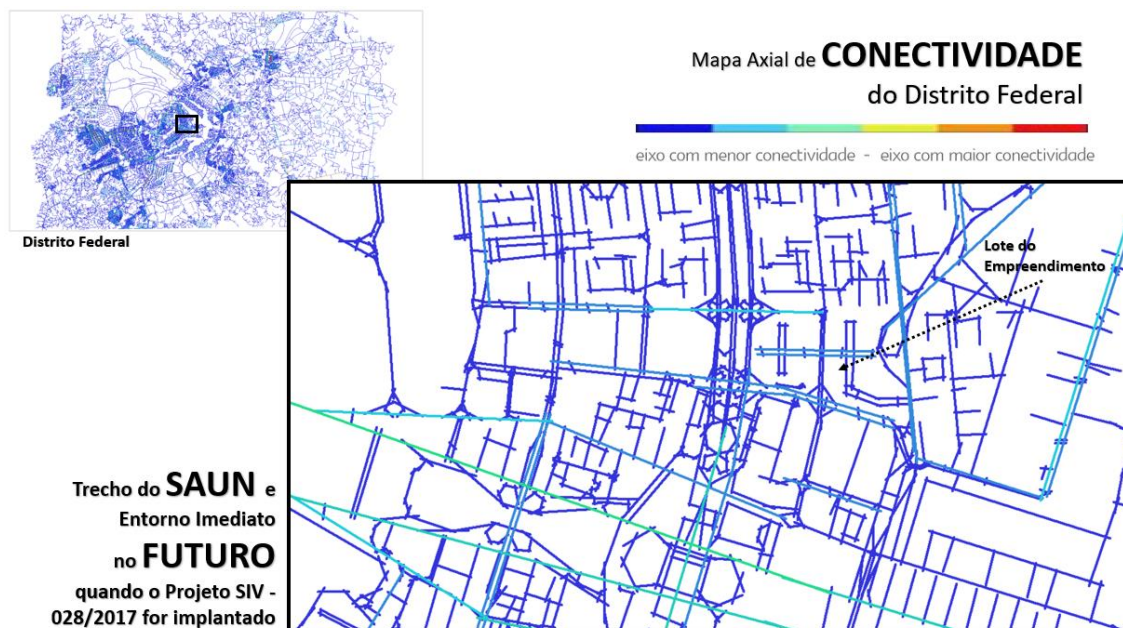 Mapa Axial de CONECTIVIDADE
do Distrito Federal
eixo com menor conectividade - eixo com maior conectividade
Distrito Federal
Lote do
Empreendimento
Trecho do SAUN e
Entorno Imediato
no FUTURO
quando o Projeto SIV -
028/2017 for implantado